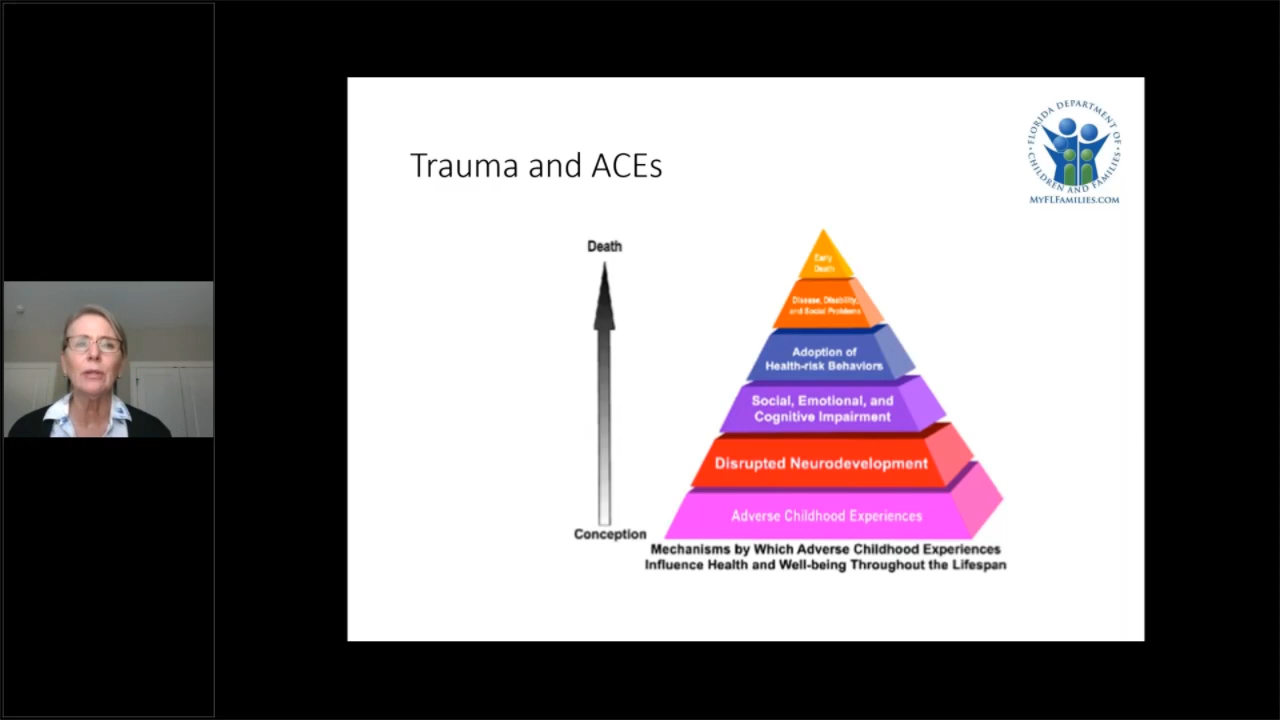 Trauma and ACEs
FLORIDA DEPARTMENT OF
CHILDREN AND FAMILIES
MYFLFAMILIES.COM
Death
Early
Death
Disease, Disability,
and Social Problems
Adoption of
Health-risk Behaviors
Social, Emotional, and
Cognitive Impairment
Disrupted Neurodevelopment
Adverse Childhood Experiences
Conception
Mechanisms by Which Adverse Childhood Experiences
Influence Health and Well-being Throughout the Lifespan